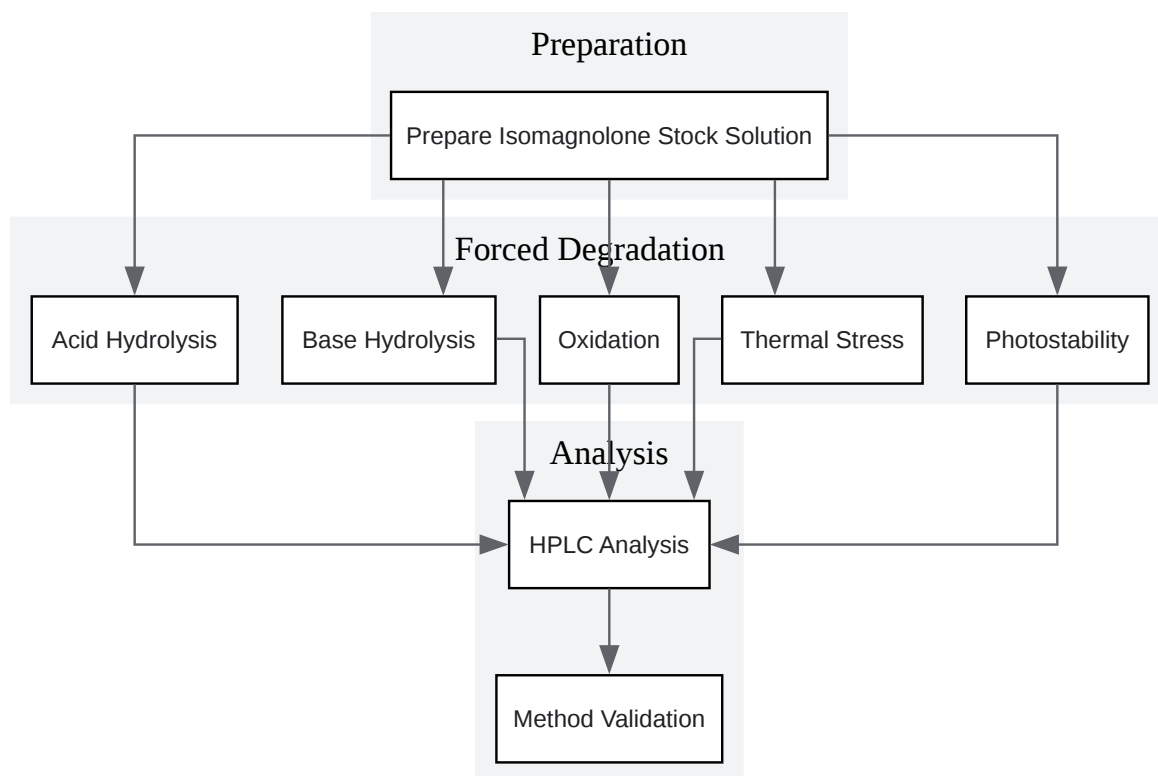 Preparation
Prepare Isomagnolone Stock Solution
Forced Degradation
Acid Hydrolysis
Base Hydrolysis
Oxidation
Thermal Stress
Photostability
Analysis
HPLC Analysis
Method Validation